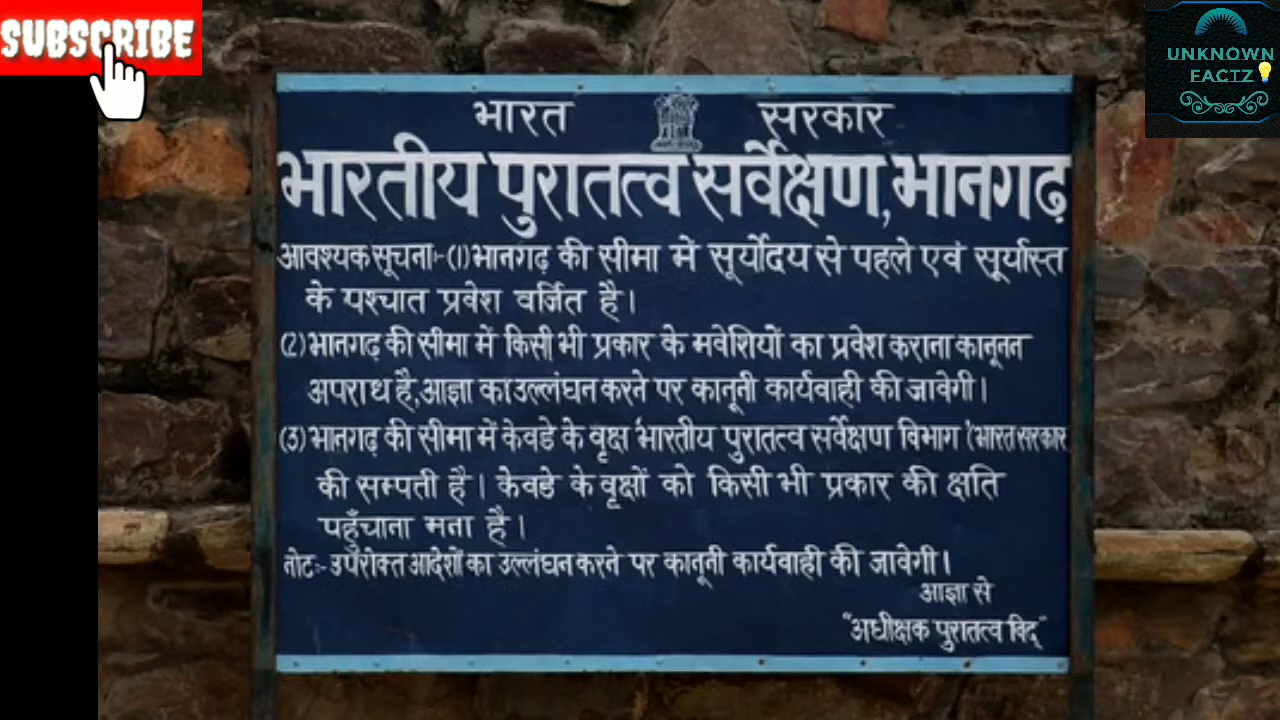 SUBSCRIBE
UNKNOWN
FACTZ
भारत सरकार
भारतीय पुरातत्व सर्वेक्षण, भानगढ़
आवश्यक सूचना:-(1) भानगढ़ की सीमा में सूर्योदय से पहले एवं सूर्यास्त
के पश्चात प्रवेश वर्जित है।
(2) भानगढ़ की सीमा में किसी भी प्रकार के मवेशियों का प्रवेश कराना कानूनन
अपराध है, आज्ञा का उल्लंघन करने पर कानूनी कार्यवाही की जावेगी।
(3) भानगढ़ की सीमा में केवडे के वृक्ष 'भारतीय पुरातत्व सर्वेक्षण विभाग' 'भारत सरकार
की सम्पती है। केवडे के वृक्षों को किसी भी प्रकार की क्षति
पहुँचाना मना है।
नोट:- उपरोक्त आदेशों का उल्लंघन करने पर कानूनी कार्यवाही की जावेगी।
आज्ञा से
"अधीक्षक पुरातत्व विद्"